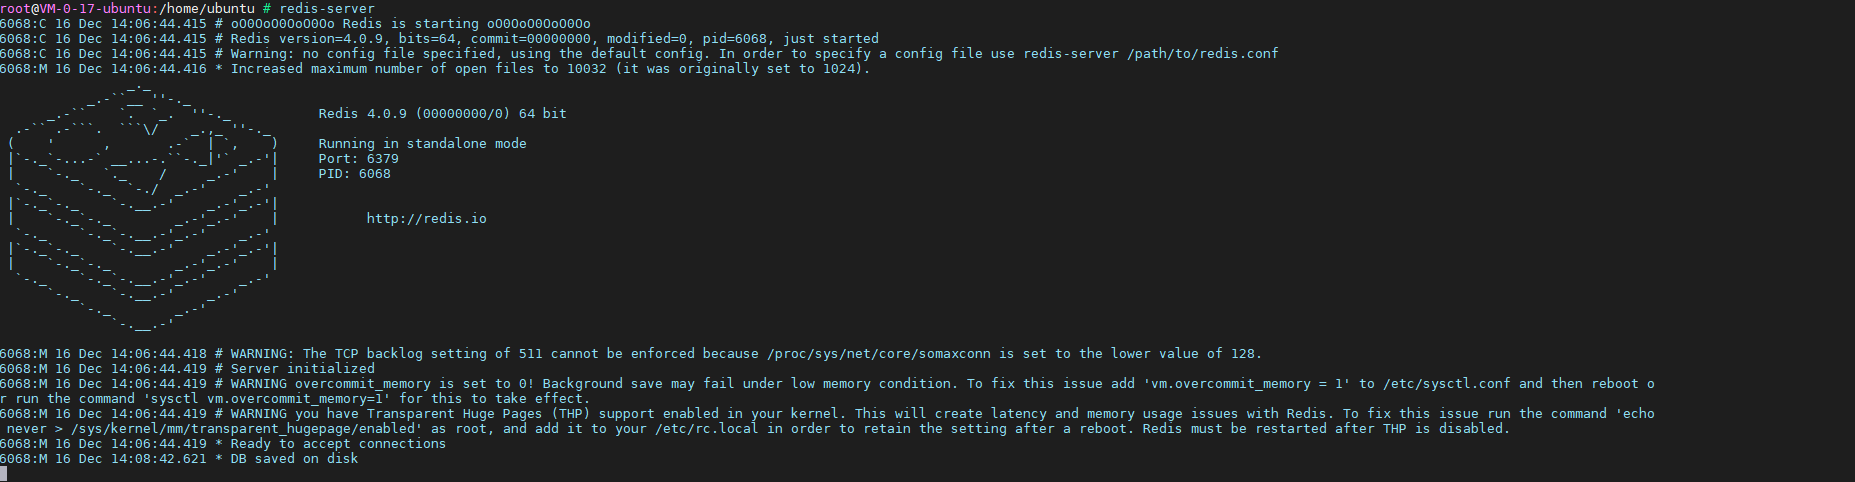 root@VM-0-17-ubuntu:/home/ubuntu # redis-server
6068:C 16 Dec 14:06:44.415 # oO0OoO0OoO0Oo Redis is starting oO0OoO0OoO0Oo
6068:C 16 Dec 14:06:44.415 # Redis version=4.0.9, bits=64, commit=00000000, modified=0, pid=6068, just started
6068:C 16 Dec 14:06:44.415 # Warning: no config file specified, using the default config. In order to specify a config file use redis-server /path/to/redis.conf
6068:M 16 Dec 14:06:44.416 * Increased maximum number of open files to 10032 (it was originally set to 1024).
Redis 4.0.9 (00000000/0) 64 bit
Running in standalone mode
Port: 6379
PID: 6068
http://redis.io
6068:M 16 Dec 14:06:44.418 # WARNING: The TCP backlog setting of 511 cannot be enforced because /proc/sys/net/core/somaxconn is set to the lower value of 128.
6068:M 16 Dec 14:06:44.419 # Server initialized
6068:M 16 Dec 14:06:44.419 # WARNING overcommit_memory is set to 0! Background save may fail under low memory condition. To fix this issue add 'vm.overcommit_memory = 1' to /etc/sysctl.conf and then reboot o
r run the command 'sysctl vm.overcommit_memory=1' for this to take effect.
6068:M 16 Dec 14:06:44.419 # WARNING you have Transparent Huge Pages (THP) support enabled in your kernel. This will create latency and memory usage issues with Redis. To fix this issue run the command 'echo
 never > /sys/kernel/mm/transparent_hugepage/enabled' as root, and add it to your /etc/rc.local in order to retain the setting after a reboot. Redis must be restarted after THP is disabled.
6068:M 16 Dec 14:06:44.419 * Ready to accept connections
6068:M 16 Dec 14:08:42.621 * DB saved on disk